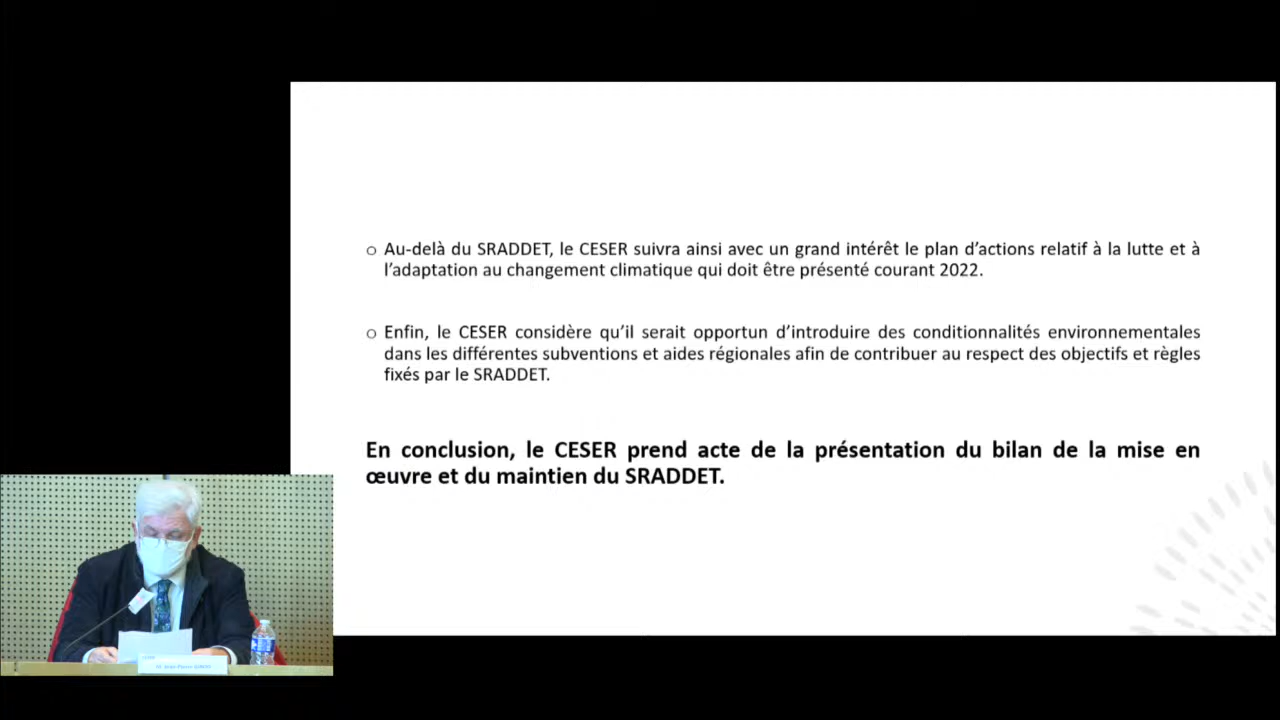 o Au-delà du SRADDET, le CESER suivra ainsi avec un grand intérêt le plan d’actions relatif à la lutte et à
l’adaptation au changement climatique qui doit être présenté courant 2022.
o Enfin, le CESER considère qu’il serait opportun d’introduire des conditionnalités environnementales
dans les différentes subventions et aides régionales afin de contribuer au respect des objectifs et règles
fixés par le SRADDET.
En conclusion, le CESER prend acte de la présentation du bilan de la mise en
œuvre et du maintien du SRADDET.
M. Jean-Pierre